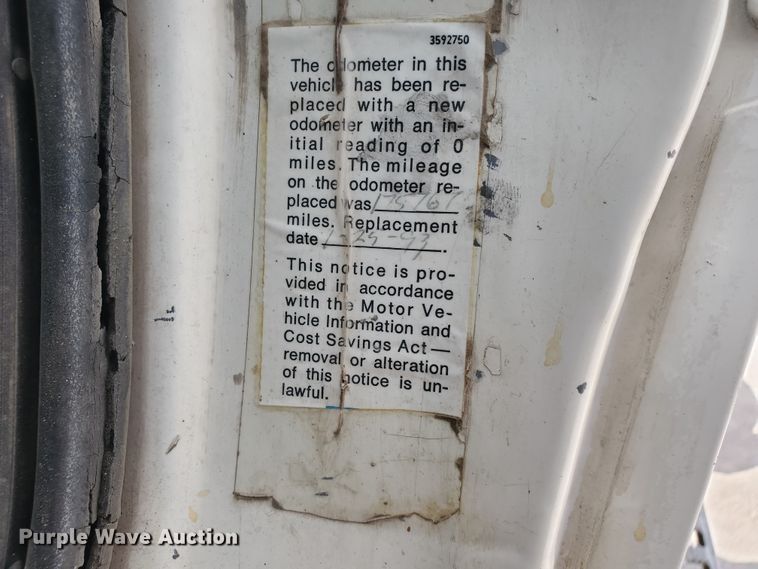 3592750
The odometer in this
vehicle has been re-
placed with a new
odometer with an in-
itial reading of 0
miles. The mileage
on the odometer re-
placed was
miles. Replacement
date 1-25-93.
This notice is pro-
vided in accordance
with the Motor Ve-
hicle Information and
Cost Savings Act —
removal or alteration
of this notice is un-
lawful.
Purple Wave Auction